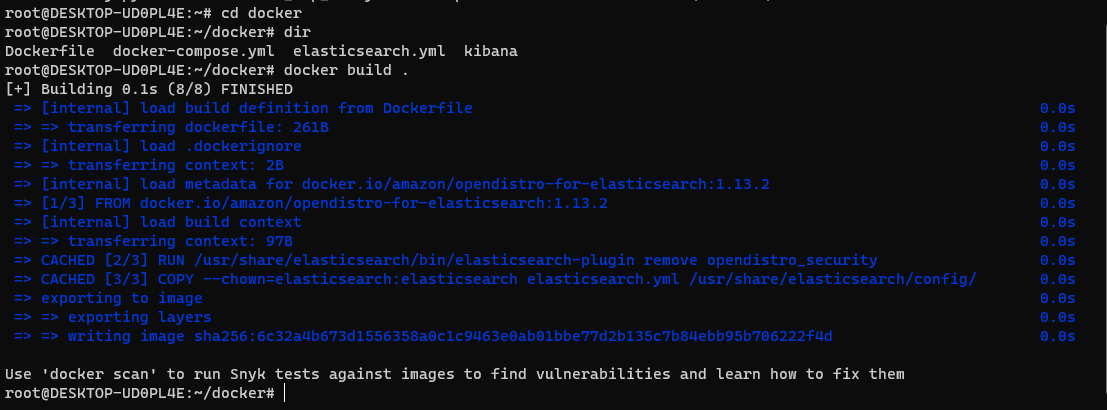 root@DESKTOP-UD0PL4E:~# cd docker
root@DESKTOP-UD0PL4E:~/docker# dir
Dockerfile  docker-compose.yml  elasticsearch.yml  kibana
root@DESKTOP-UD0PL4E:~/docker# docker build .
[+] Building 0.1s (8/8) FINISHED
=> [internal] load build definition from Dockerfile 0.0s
=> => transferring dockerfile: 261B 0.0s
=> [internal] load .dockerignore 0.0s
=> => transferring context: 2B 0.0s
=> [internal] load metadata for docker.io/amazon/opendistro-for-elasticsearch:1.13.2 0.0s
=> [1/3] FROM docker.io/amazon/opendistro-for-elasticsearch:1.13.2 0.0s
=> [internal] load build context 0.0s
=> => transferring context: 97B 0.0s
=> CACHED [2/3] RUN /usr/share/elasticsearch/bin/elasticsearch-plugin remove opendistro_security 0.0s
=> CACHED [3/3] COPY --chown=elasticsearch:elasticsearch elasticsearch.yml /usr/share/elasticsearch/config/ 0.0s
=> exporting to image 0.0s
=> => exporting layers 0.0s
=> => writing image sha256:6c32a4b673d1556358a0c1c9463e0ab01bbe77d2b135c7b84ebb95b706222f4d 0.0s
Use 'docker scan' to run Snyk tests against images to find vulnerabilities and learn how to fix them
root@DESKTOP-UD0PL4E:~/docker#